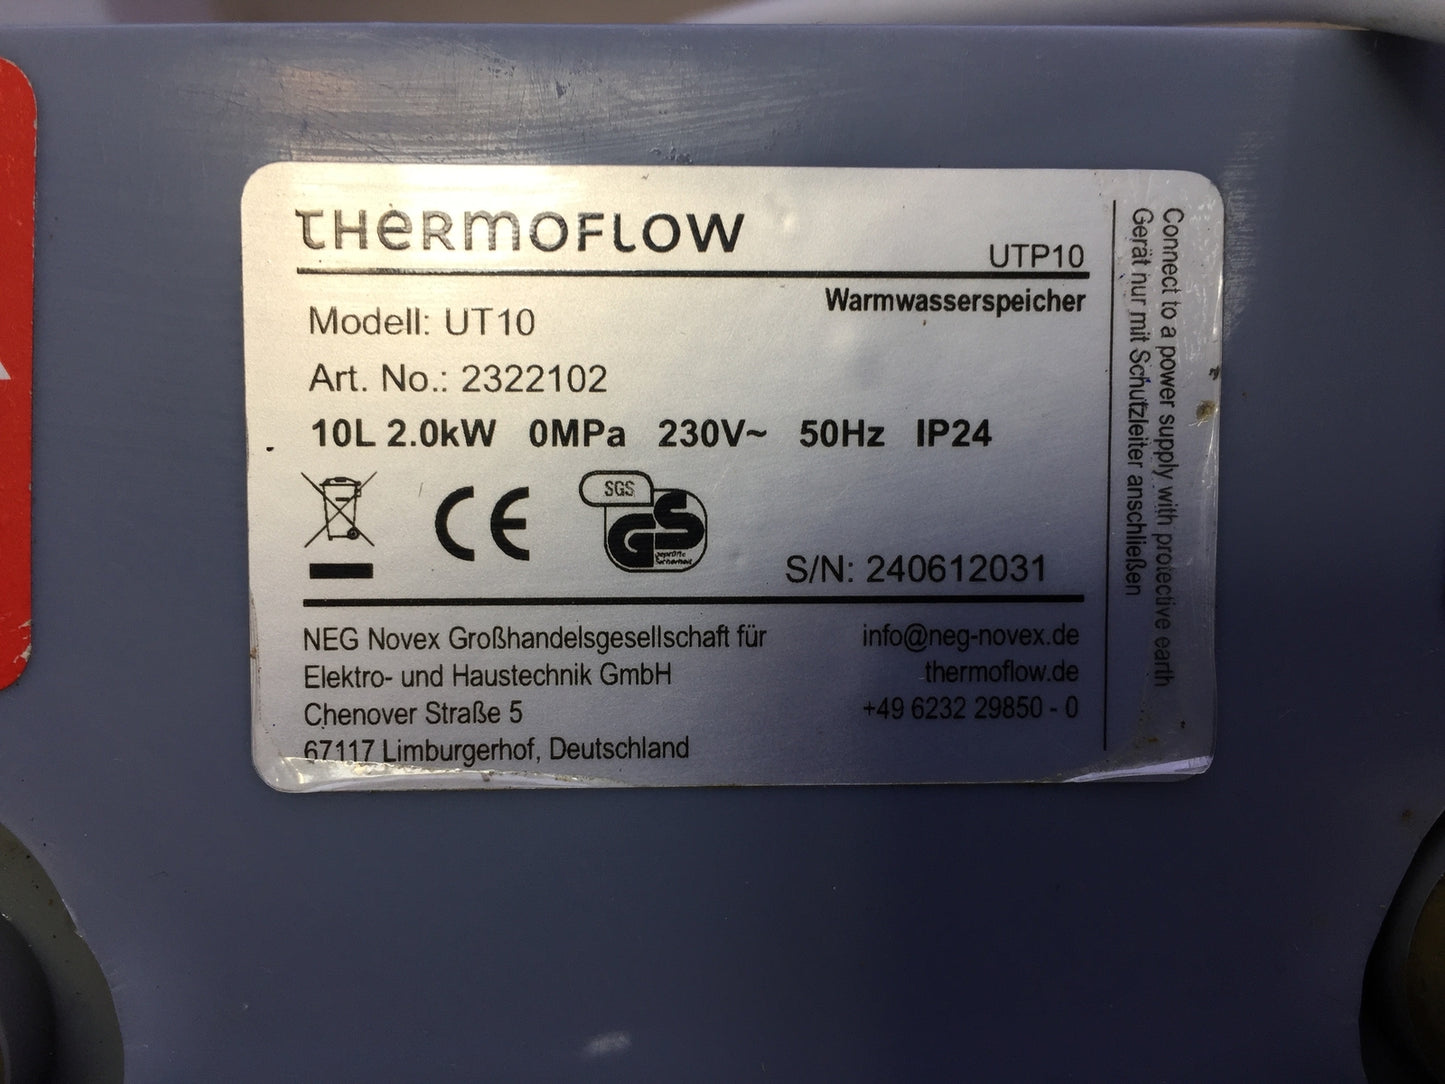 THERMOFLOW
UTP10
Warmwasserspeicher
Modell: UT10
Art. No.: 2322102
10L 2.0kW 0MPa 230V~ 50Hz IP24
CE
SGS
GS
geprüfte
Sicherheit
S/N: 240612031
NEG Novex Großhandelsgesellschaft für
Elektro- und Haustechnik GmbH
Chenover Straße 5
67117 Limburgerhof, Deutschland
info@neg-novex.de
thermoflow.de
+49 6232 29850 - 0
Connect to a power supply with protective earth
Gerät nur mit Schutzleiter anschließen